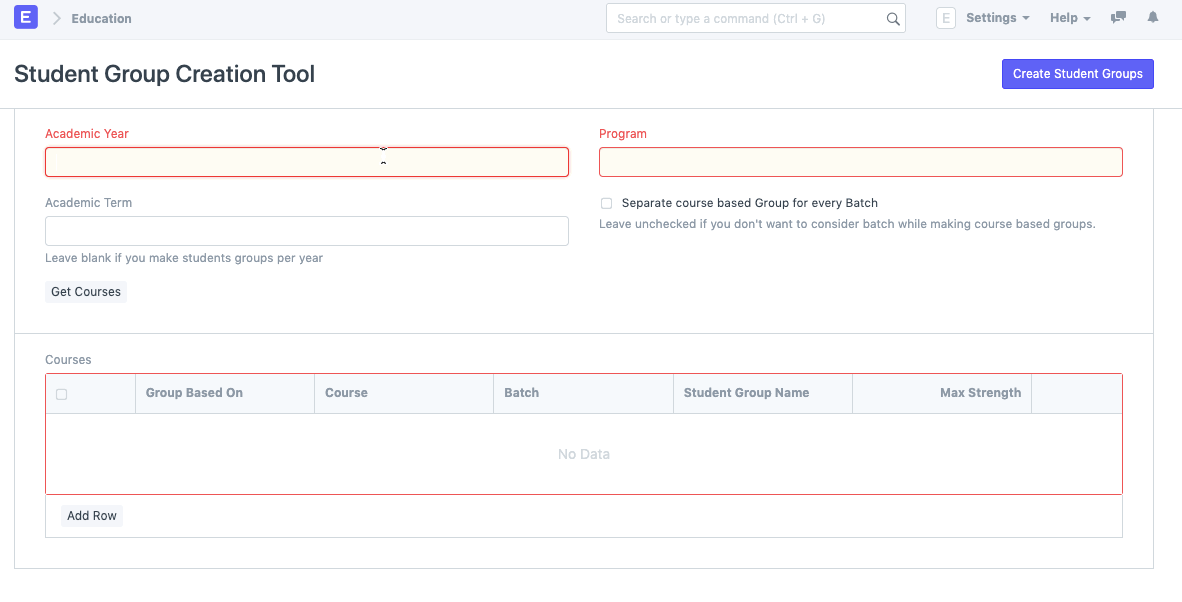 E Education Search or type a command (Ctrl + G) E Settings Help
Student Group Creation Tool Create Student Groups
Academic Year Program
Academic Term Separate course based Group for every Batch
Leave unchecked if you don't want to consider batch while making course based groups.
Leave blank if you make students groups per year
Get Courses
Courses
Group Based On Course Batch Student Group Name Max Strength
No Data
Add Row